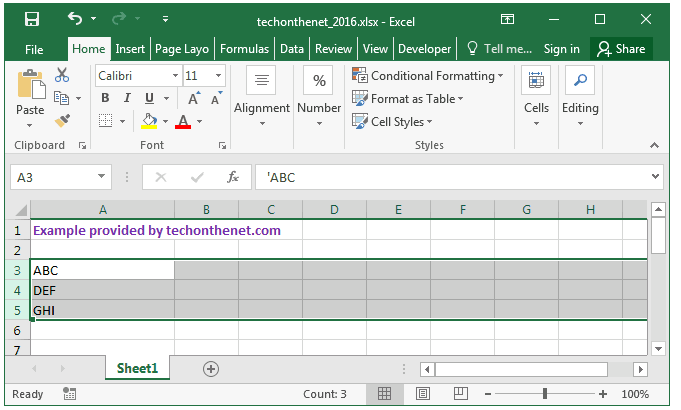 techonthenet_2016.xlsx - Excel
File Home Insert Page Layo Formulas Data Review View Developer Tell me... Sign in Share
Calibri 11
Conditional Formatting
Format as Table
Cell Styles
Paste
B I U A A
A
%
Alignment Number Cells Editing
Clipboard Font Styles
A3 fx 'ABC
A B C D E F G H
1 Example provided by techonthenet.com
2
3 ABC
4 DEF
5 GHI
6
7
Sheet1
Ready Count: 3 100%